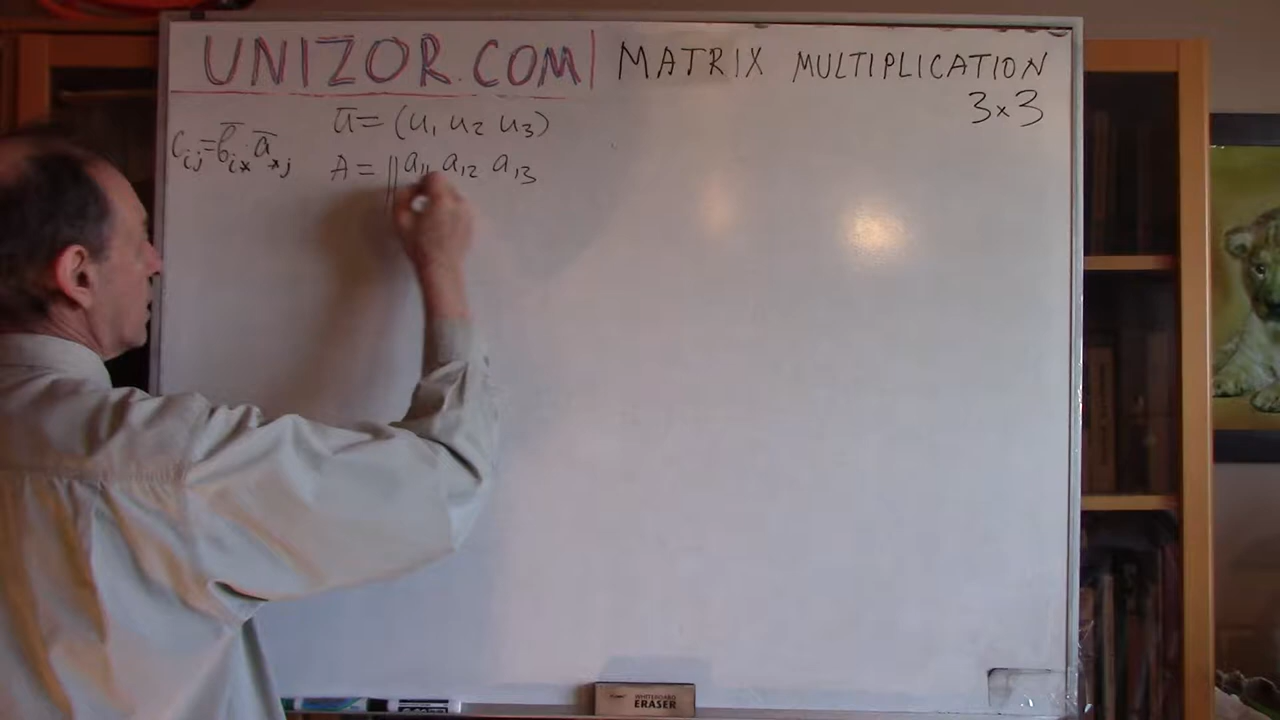 UNIZOR.COM | MATRIX MULTIPLICATION
3×3
ū = (u₁ u₂ u₃)
c_ij = b̄_i* · ā_*j
A = || a₁₁ a₁₂ a₁₃
WHITEBOARD
ERASER